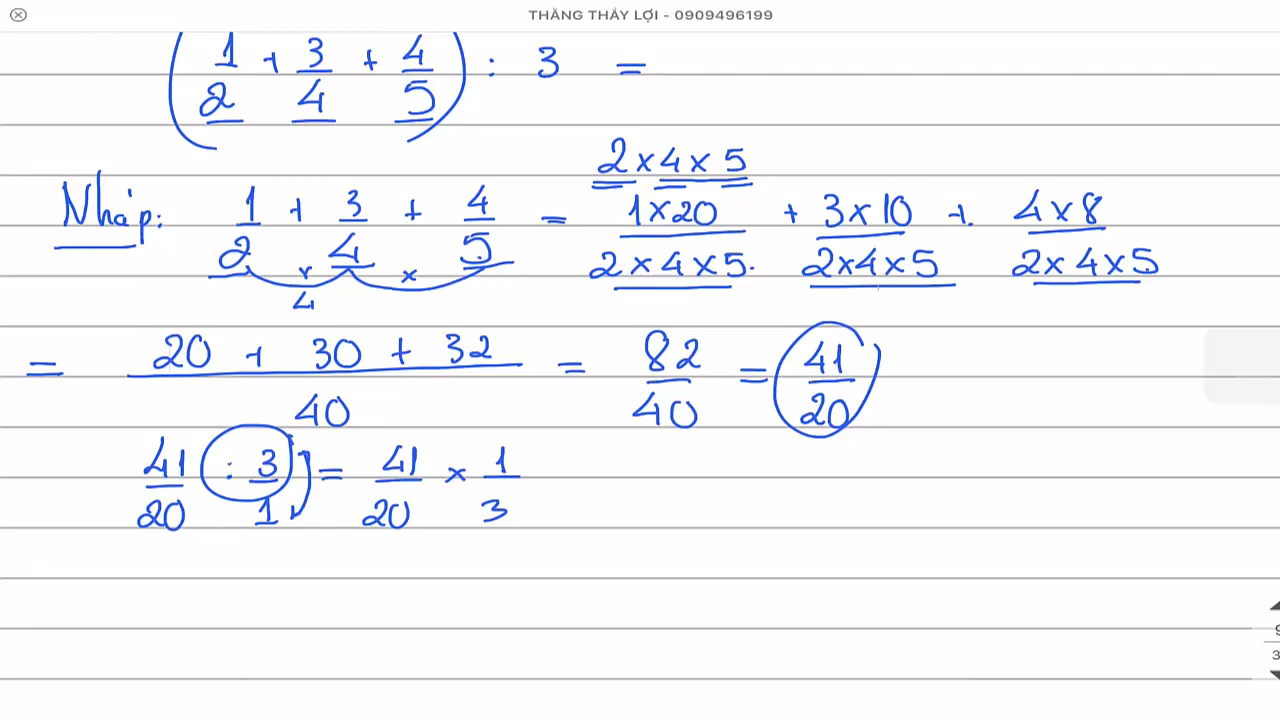 THẦNG THẦY LỢI - 0909496199
(1/2 + 3/4 + 4/5) : 3 =
2 x 4 x 5
Nháp: 1/2 + 3/4 + 4/5 = 1 x 20/2 x 4 x 5 + 3 x 10/2 x 4 x 5 + 4 x 8/2 x 4 x 5
x x
4
= 20 + 30 + 32/40 = 82/40 = 41/20
41/20 : 3/1 = 41/20 x 1/3